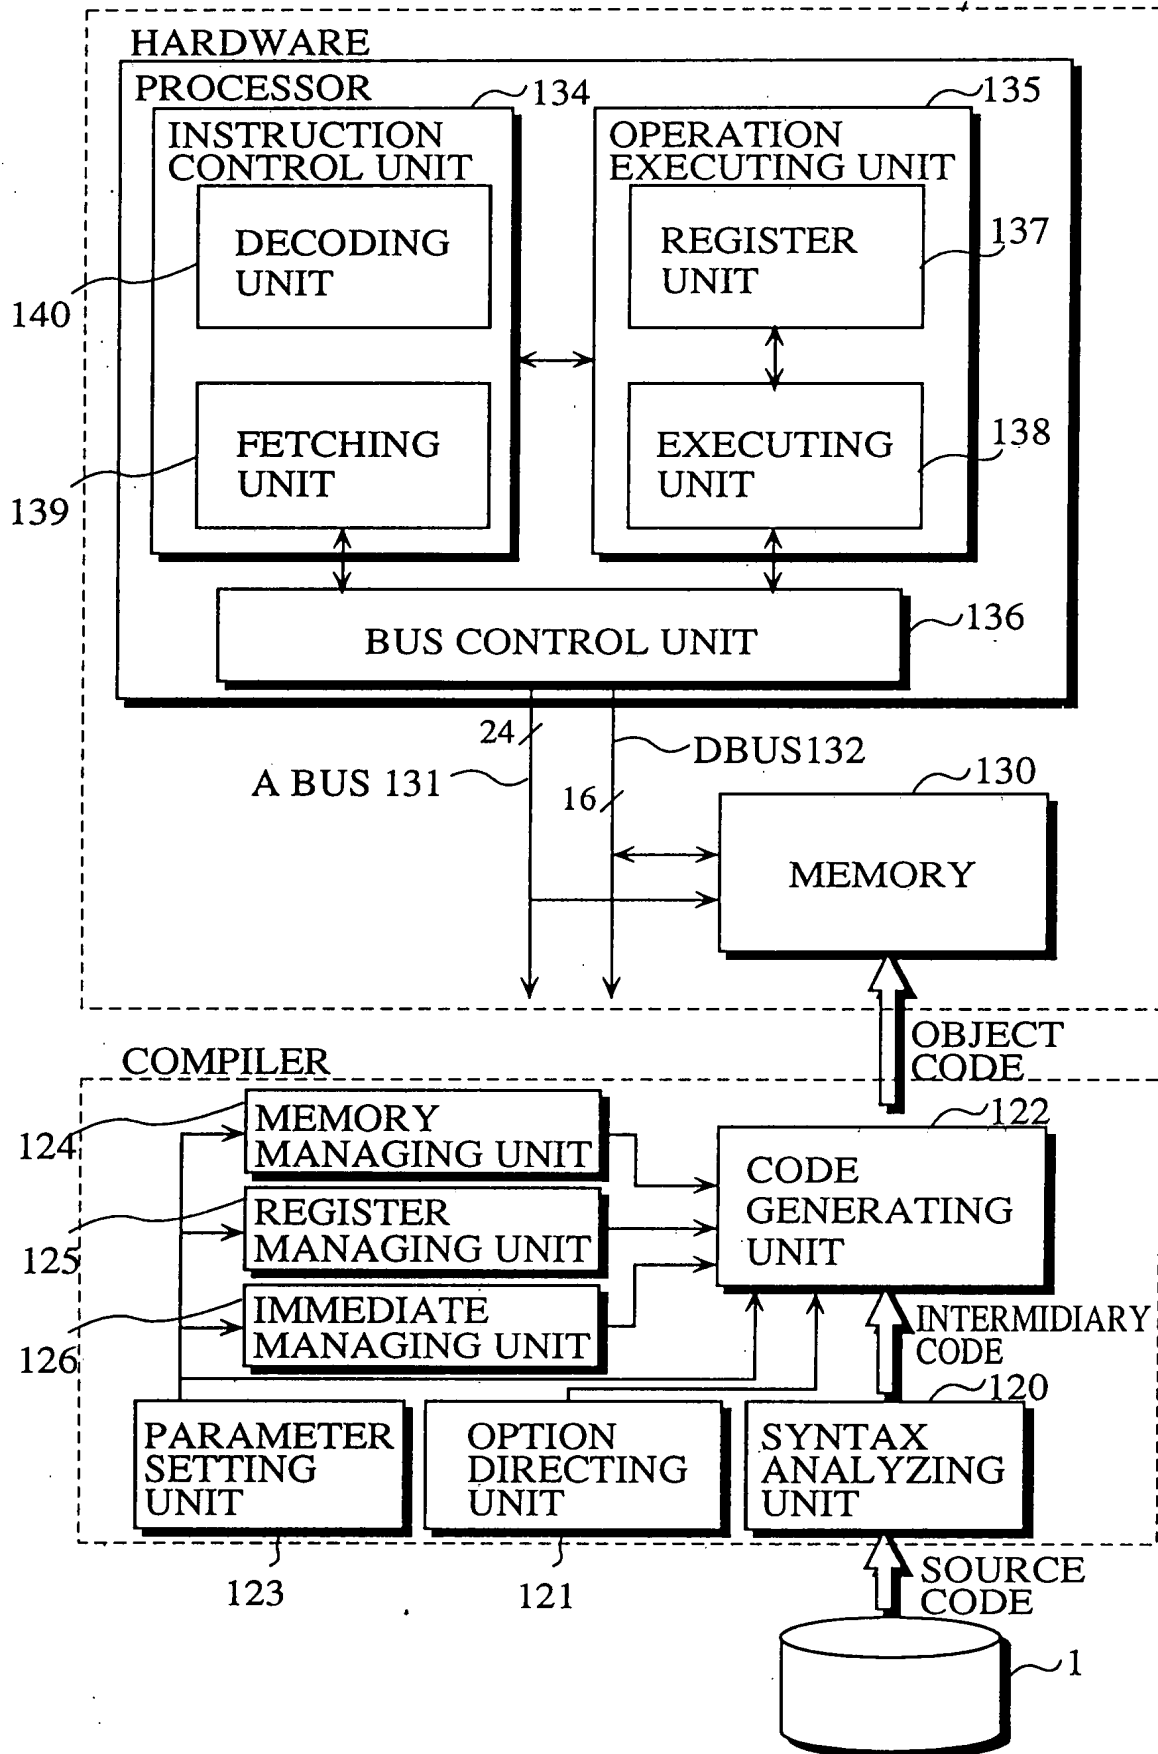 HARDWARE
PROCESSOR
134
135
INSTRUCTION
CONTROL UNIT
OPERATION
EXECUTING UNIT
DECODING
UNIT
REGISTER
UNIT
137
140
FETCHING
UNIT
EXECUTING
UNIT
138
139
BUS CONTROL UNIT
136
24
DBUS132
A BUS 131
16
130
MEMORY
OBJECT
CODE
COMPILER
124
MEMORY
MANAGING UNIT
122
CODE
GENERATING
UNIT
125
REGISTER
MANAGING UNIT
126
IMMEDIATE
MANAGING UNIT
INTERMIDIARY
CODE
120
PARAMETER
SETTING
UNIT
OPTION
DIRECTING
UNIT
SYNTAX
ANALYZING
UNIT
123
121
SOURCE
CODE
1